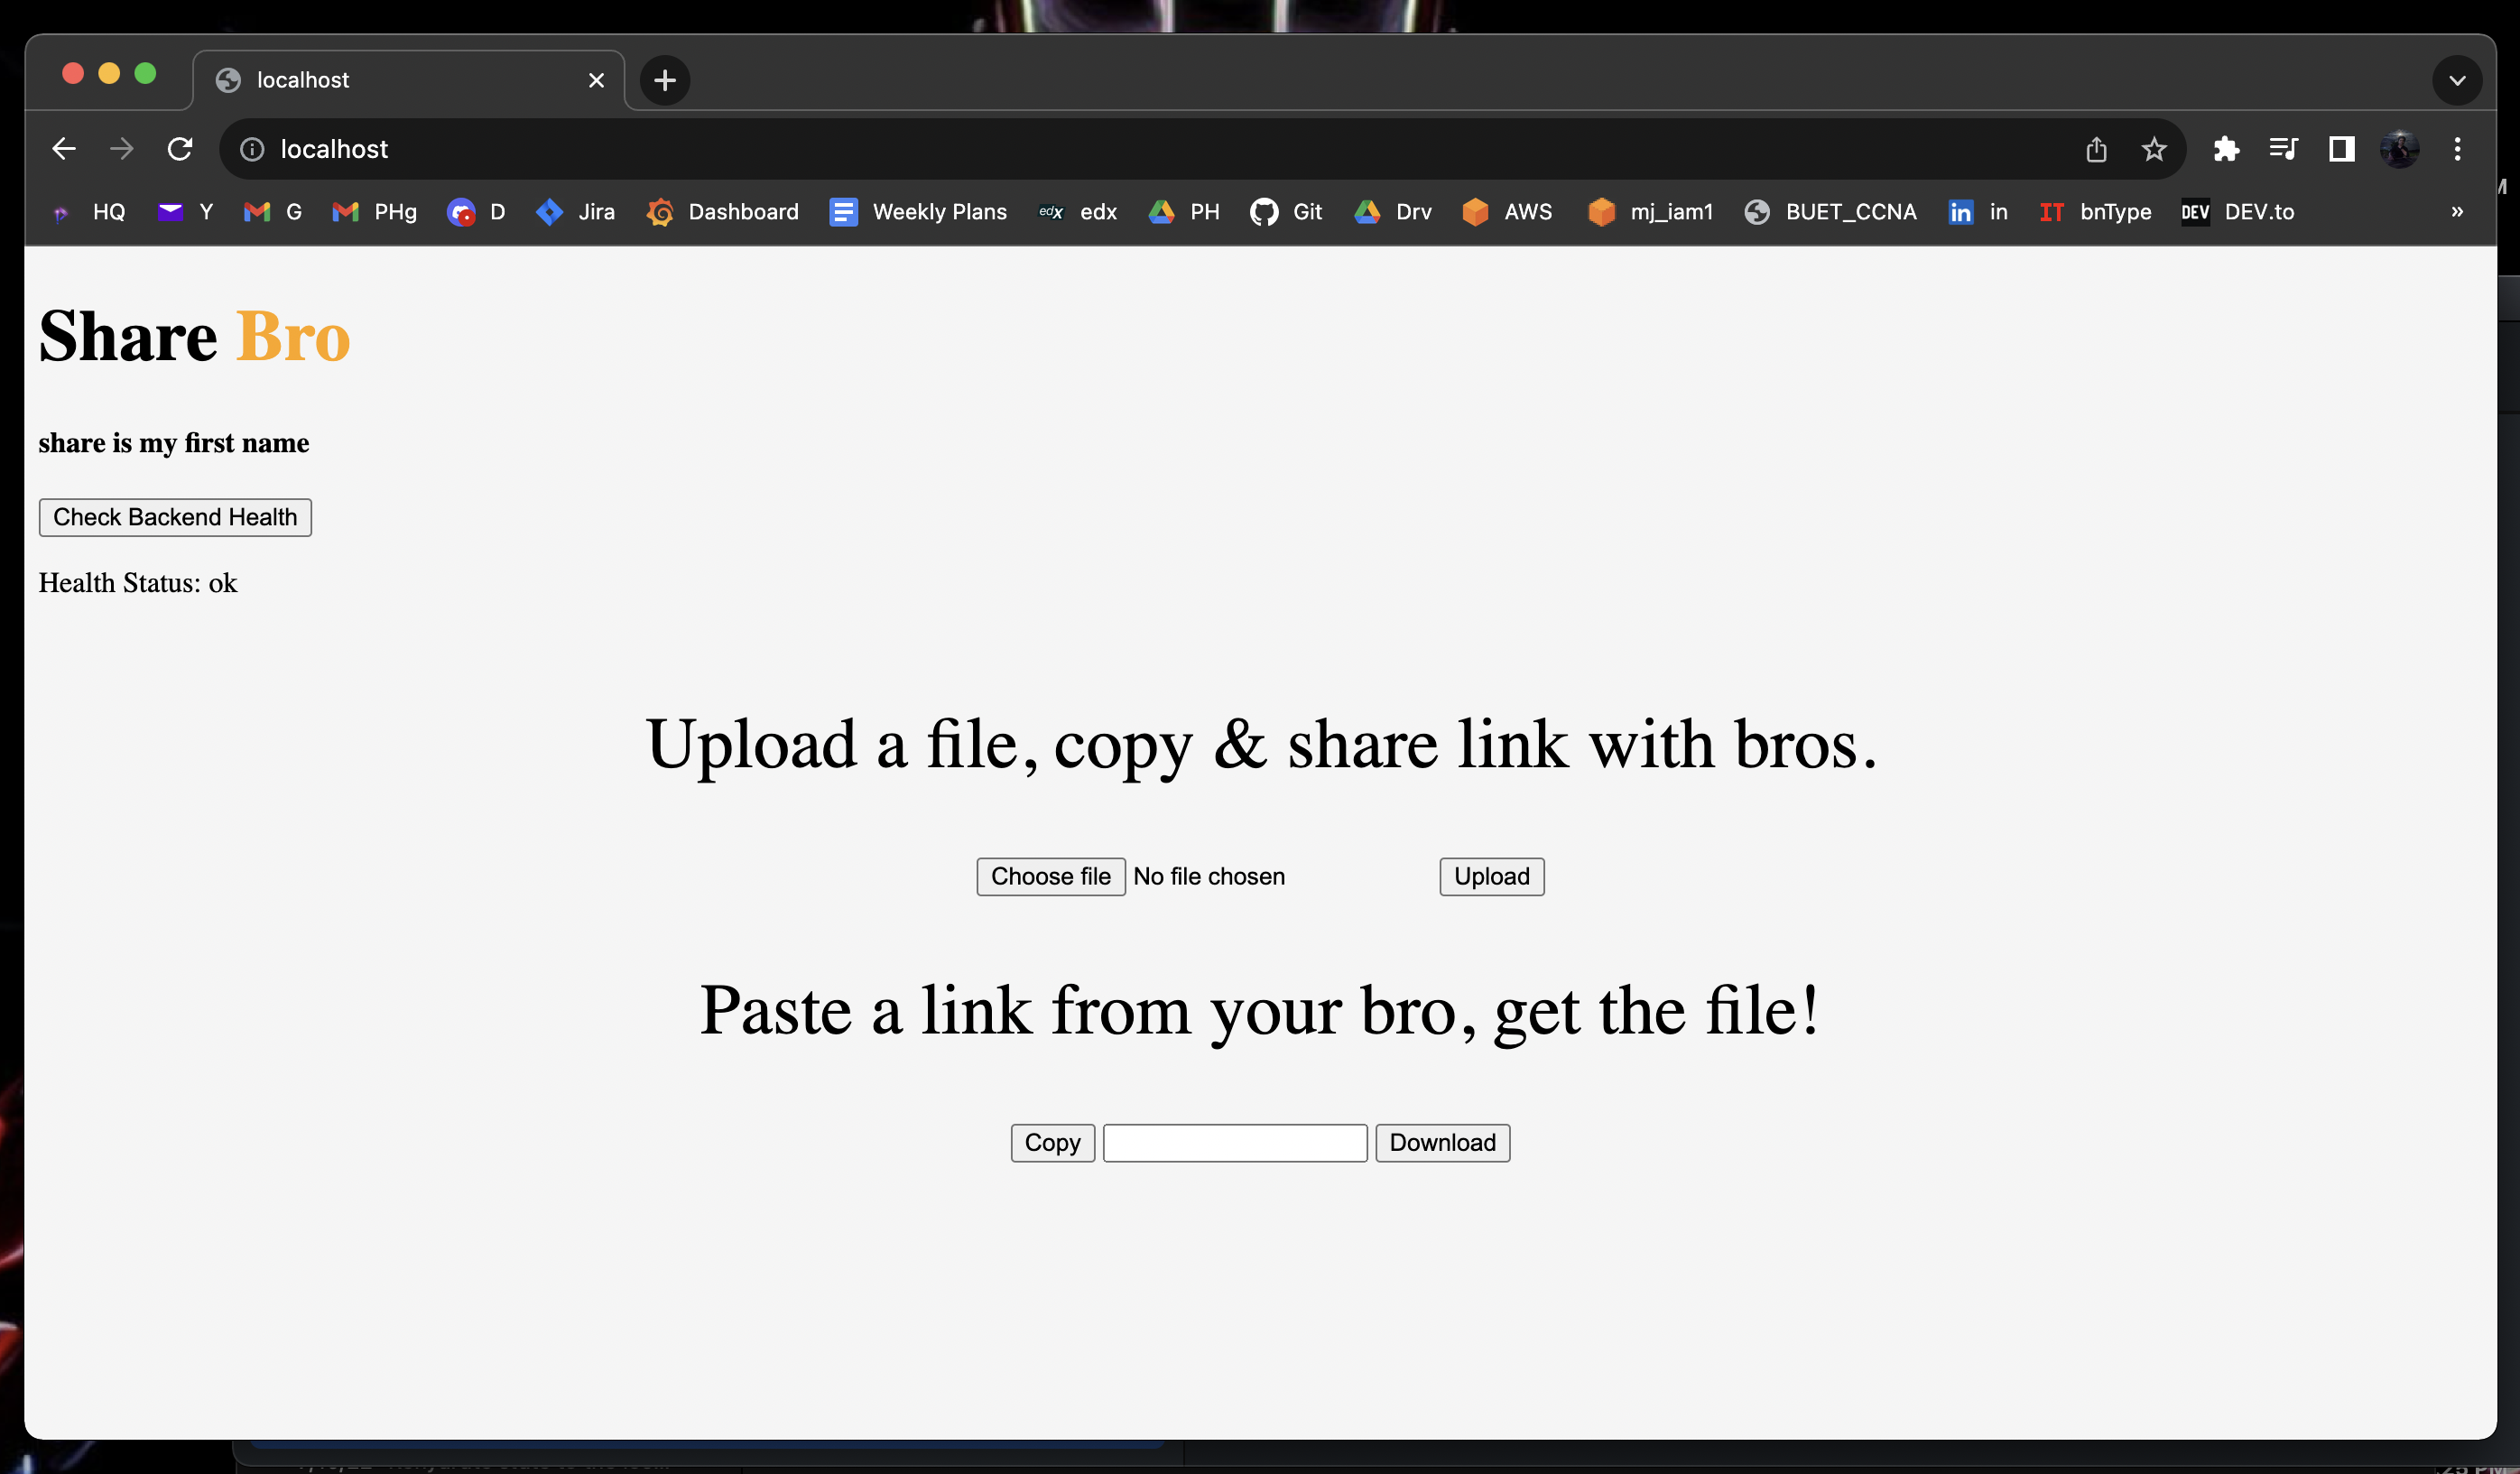 localhost
localhost
HQ Y G PHg D Jira Dashboard Weekly Plans edx edx PH Git Drv AWS mj_iam1 BUET_CCNA in in IT bnType DEV DEV.to »
Share Bro
share is my first name
Check Backend Health
Health Status: ok
Upload a file, copy & share link with bros.
Choose file No file chosen Upload
Paste a link from your bro, get the file!
Copy Download